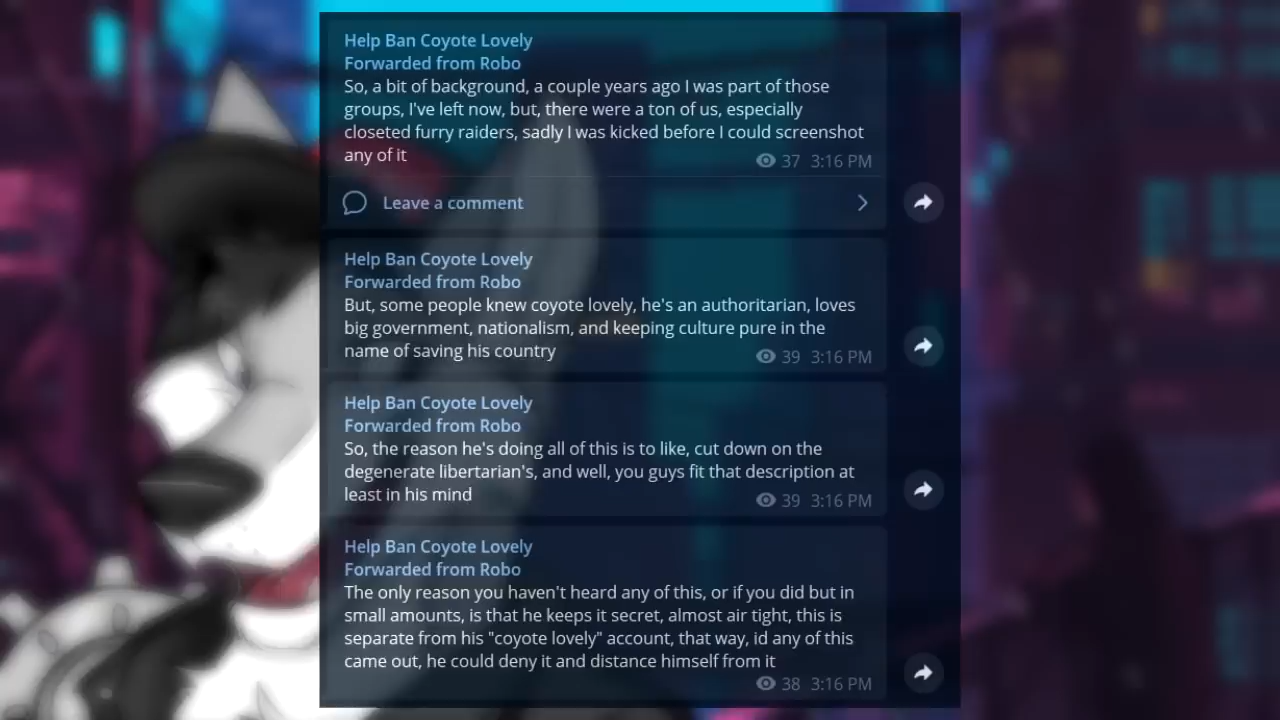 Help Ban Coyote Lovely
Forwarded from Robo
So, a bit of background, a couple years ago I was part of those
groups, I've left now, but, there were a ton of us, especially
closeted furry raiders, sadly I was kicked before I could screenshot
any of it
37 3:16 PM
Leave a comment
Help Ban Coyote Lovely
Forwarded from Robo
But, some people knew coyote lovely, he's an authoritarian, loves
big government, nationalism, and keeping culture pure in the
name of saving his country
39 3:16 PM
Help Ban Coyote Lovely
Forwarded from Robo
So, the reason he's doing all of this is to like, cut down on the
degenerate libertarian's, and well, you guys fit that description at
least in his mind
39 3:16 PM
Help Ban Coyote Lovely
Forwarded from Robo
The only reason you haven't heard any of this, or if you did but in
small amounts, is that he keeps it secret, almost air tight, this is
separate from his "coyote lovely" account, that way, id any of this
came out, he could deny it and distance himself from it
38 3:16 PM